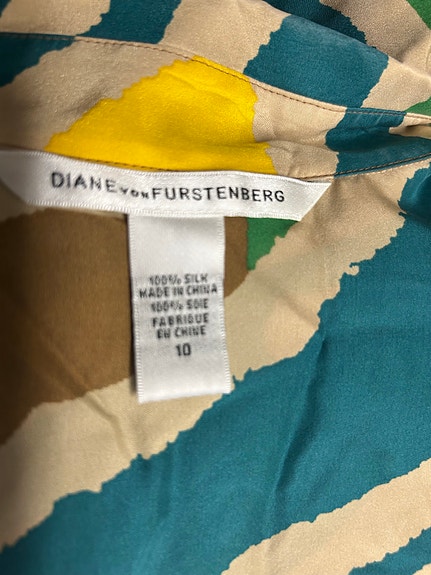 DIANE VON FURSTENBERG
100% SILK
MADE IN CHINA
100% SOIE
FABRIQUE
EN CHINE
10